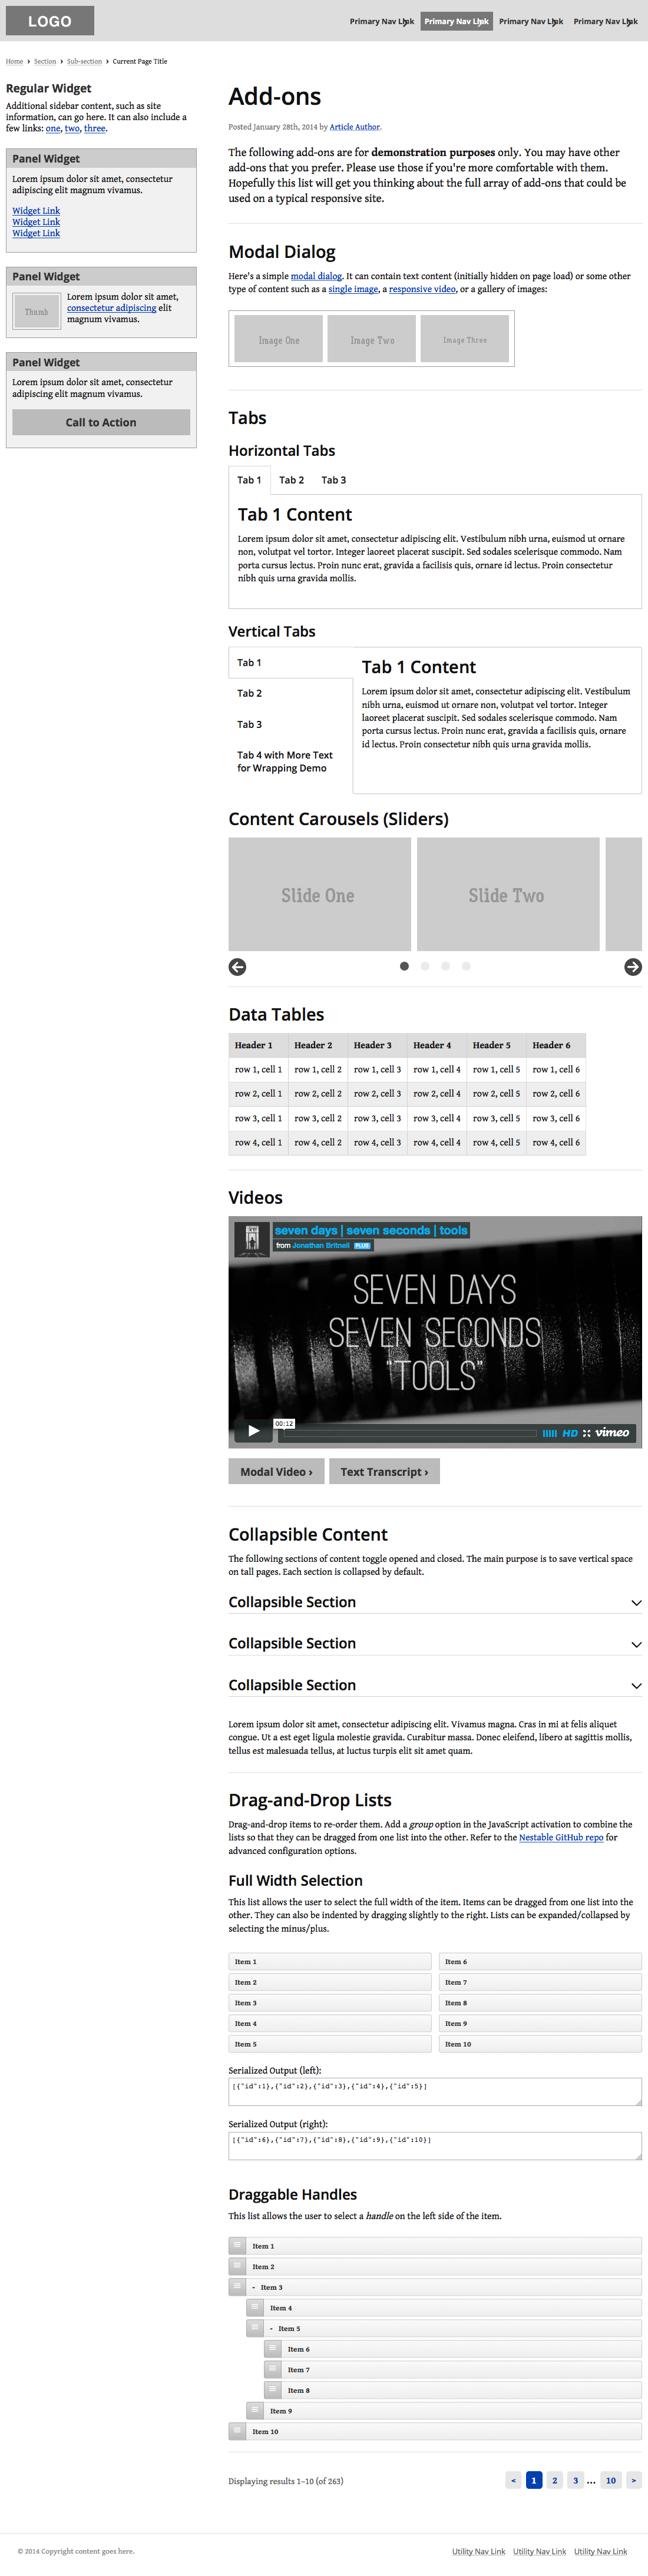 LOGO
Primary Nav Link Primary Nav Link Primary Nav Link Primary Nav Link
Home › Section › Sub-section › Current Page Title
Regular Widget
Additional sidebar content, such as site
information, can go here. It can also include a
few links: one, two, three.
Panel Widget
Lorem ipsum dolor sit amet, consectetur
adipiscing elit magnum vivamus.
Widget Link
Widget Link
Widget Link
Panel Widget
Thumb
Lorem ipsum dolor sit amet,
consectetur adipiscing elit
magnum vivamus.
Panel Widget
Lorem ipsum dolor sit amet, consectetur
adipiscing elit magnum vivamus.
Call to Action
Add-ons
Posted January 28th, 2014 by Article Author.
The following add-ons are for demonstration purposes only. You may have other
add-ons that you prefer. Please use those if you're more comfortable with them.
Hopefully this list will get you thinking about the full array of add-ons that could be
used on a typical responsive site.
Modal Dialog
Here's a simple modal dialog. It can contain text content (initially hidden on page load) or some other
type of content such as a single image, a responsive video, or a gallery of images:
Image One Image Two Image Three
Tabs
Horizontal Tabs
Tab 1 Tab 2 Tab 3
Tab 1 Content
Lorem ipsum dolor sit amet, consectetur adipiscing elit. Vestibulum nibh urna, euismod ut ornare
non, volutpat vel tortor. Integer laoreet placerat suscipit. Sed sodales scelerisque commodo. Nam
porta cursus lectus. Proin nunc erat, gravida a facilisis quis, ornare id lectus. Proin consectetur
nibh quis urna gravida mollis.
Vertical Tabs
Tab 1
Tab 2
Tab 3
Tab 4 with More Text
for Wrapping Demo
Tab 1 Content
Lorem ipsum dolor sit amet, consectetur adipiscing elit. Vestibulum
nibh urna, euismod ut ornare non, volutpat vel tortor. Integer
laoreet placerat suscipit. Sed sodales scelerisque commodo. Nam
porta cursus lectus. Proin nunc erat, gravida a facilisis quis, ornare
id lectus. Proin consectetur nibh quis urna gravida mollis.
Content Carousels (Sliders)
Slide One Slide Two
Data Tables
Header 1 Header 2 Header 3 Header 4 Header 5 Header 6
row 1, cell 1 row 1, cell 2 row 1, cell 3 row 1, cell 4 row 1, cell 5 row 1, cell 6
row 2, cell 1 row 2, cell 2 row 2, cell 3 row 2, cell 4 row 2, cell 5 row 2, cell 6
row 3, cell 1 row 3, cell 2 row 3, cell 3 row 3, cell 4 row 3, cell 5 row 3, cell 6
row 4, cell 1 row 4, cell 2 row 4, cell 3 row 4, cell 4 row 4, cell 5 row 4, cell 6
Videos
seven days | seven seconds | tools
from Jonathan Britnell PLUS
SEVEN DAYS
SEVEN SECONDS
"TOOLS"
00:12
HD vimeo
Modal Video › Text Transcript ›
Collapsible Content
The following sections of content toggle opened and closed. The main purpose is to save vertical space
on tall pages. Each section is collapsed by default.
Collapsible Section
Collapsible Section
Collapsible Section
Lorem ipsum dolor sit amet, consectetur adipiscing elit. Vivamus magna. Cras in mi at felis aliquet
congue. Ut a est eget ligula molestie gravida. Curabitur massa. Donec eleifend, libero at sagittis mollis,
tellus est malesuada tellus, at luctus turpis elit sit amet quam.
Drag-and-Drop Lists
Drag-and-drop items to re-order them. Add a group option in the JavaScript activation to combine the
lists so that they can be dragged from one list into the other. Refer to the Nestable GitHub repo for
advanced configuration options.
Full Width Selection
This list allows the user to select the full width of the item. Items can be dragged from one list into the
other. They can also be indented by dragging slightly to the right. Lists can be expanded/collapsed by
selecting the minus/plus.
Item 1 Item 6
Item 2 Item 7
Item 3 Item 8
Item 4 Item 9
Item 5 Item 10
Serialized Output (left):
[{"id":1},{"id":2},{"id":3},{"id":4},{"id":5}]
Serialized Output (right):
[{"id":6},{"id":7},{"id":8},{"id":9},{"id":10}]
Draggable Handles
This list allows the user to select a handle on the left side of the item.
Item 1
Item 2
- Item 3
Item 4
- Item 5
Item 6
Item 7
Item 8
Item 9
Item 10
Displaying results 1–10 (of 263)
< 1 2 3 ... 10 >
© 2014 Copyright content goes here.
Utility Nav Link Utility Nav Link Utility Nav Link